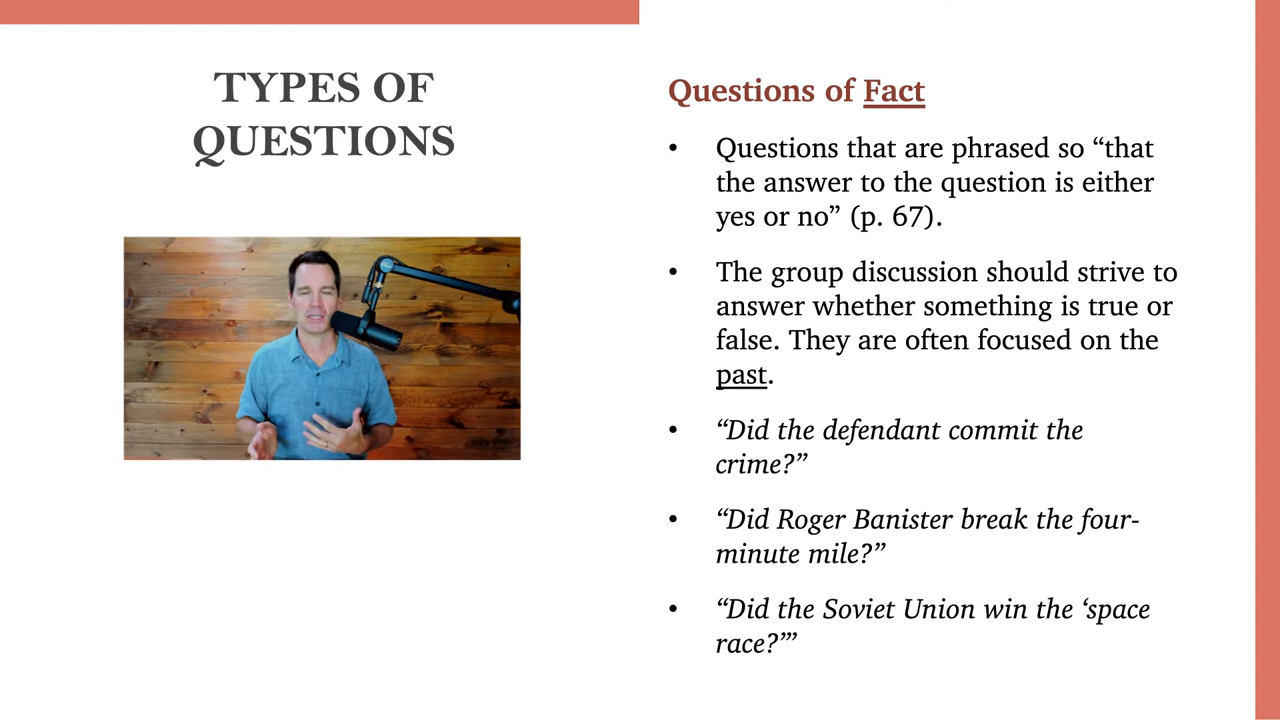 TYPES OF
QUESTIONS
Questions of Fact
• Questions that are phrased so “that
the answer to the question is either
yes or no” (p. 67).
• The group discussion should strive to
answer whether something is true or
false. They are often focused on the
past.
• “Did the defendant commit the
crime?”
• “Did Roger Banister break the four-
minute mile?”
• “Did the Soviet Union win the ‘space
race?’”